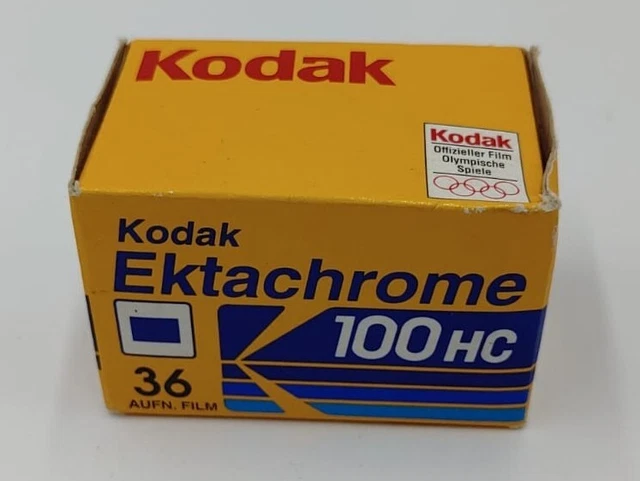 Kodak
Kodak
Offizieller Film
Olympische
Spiele
Kodak
Ektachrome
100 HC
36
AUFN. FILM